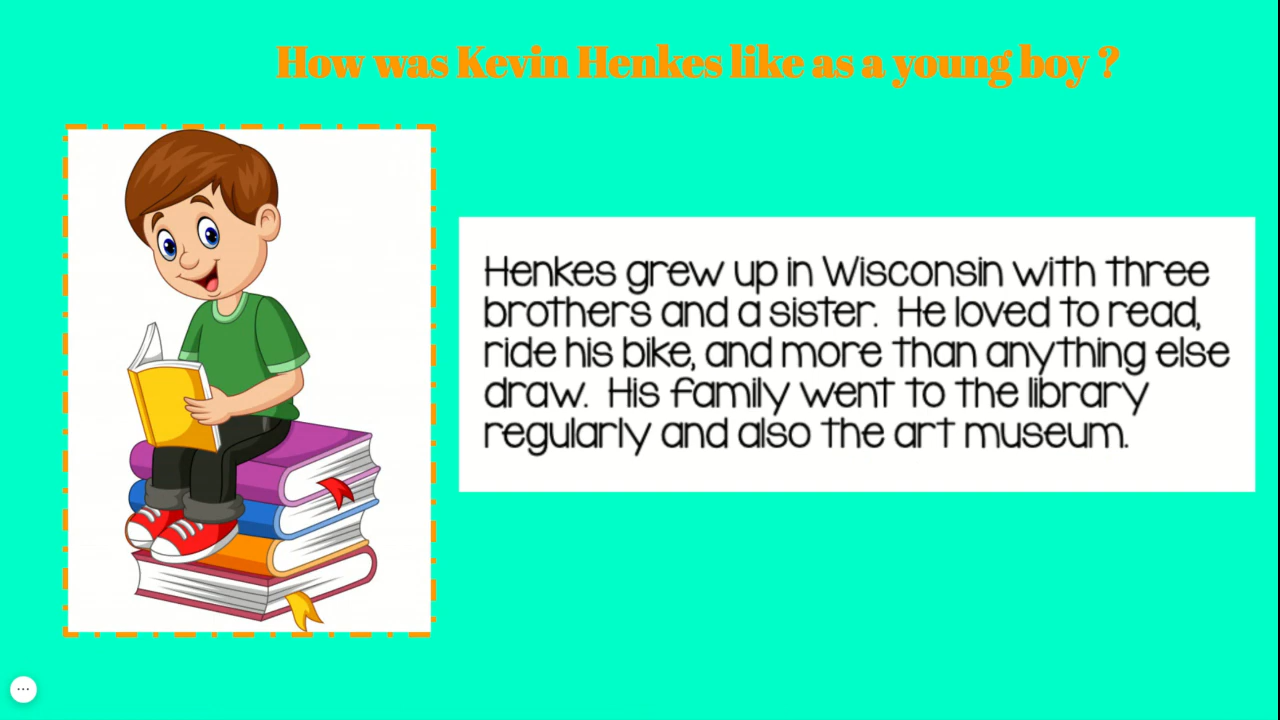 How was Kevin Henkes like as a young boy ?
Henkes grew up in Wisconsin with three
brothers and a sister. He loved to read,
ride his bike, and more than anything else
draw. His family went to the library
regularly and also the art museum.